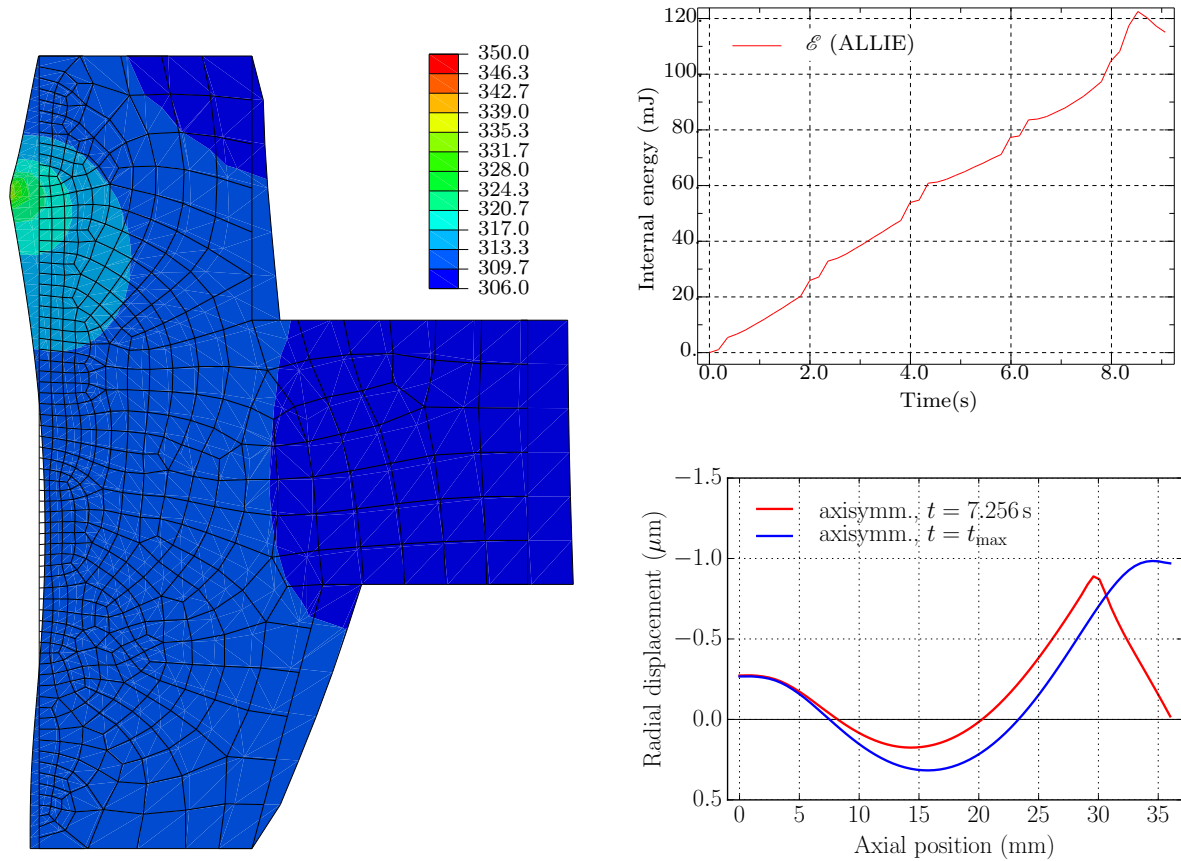 350.0
346.3
342.7
339.0
335.3
331.7
328.0
324.3
320.7
317.0
313.3
309.7
306.0
ℰ (ALLIE)
Internal energy (mJ)
120.
100.
80.
60.
40.
20.
0.
0.0 2.0 4.0 6.0 8.0
Time(s)
axisymm., t = 7.256 s
axisymm., t = tmax
Radial displacement (μm)
−1.5
−1.0
−0.5
0.0
0.5
0 5 10 15 20 25 30 35
Axial position (mm)